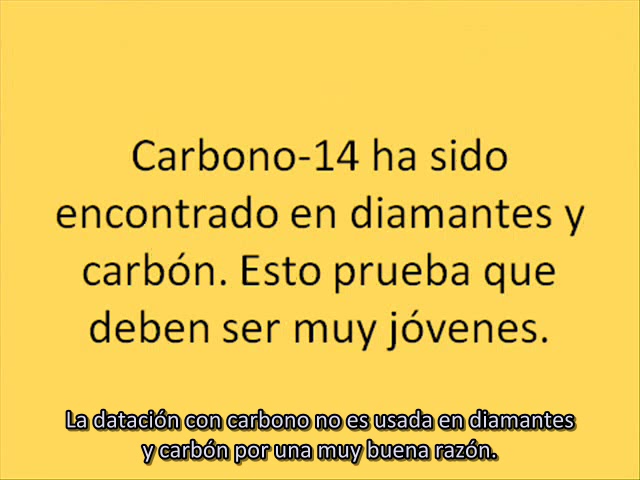 Carbono-14 ha sido
encontrado en diamantes y
carbón. Esto prueba que
deben ser muy jóvenes.
La datación con carbono no es usada en diamantes
y carbón por una muy buena razón.